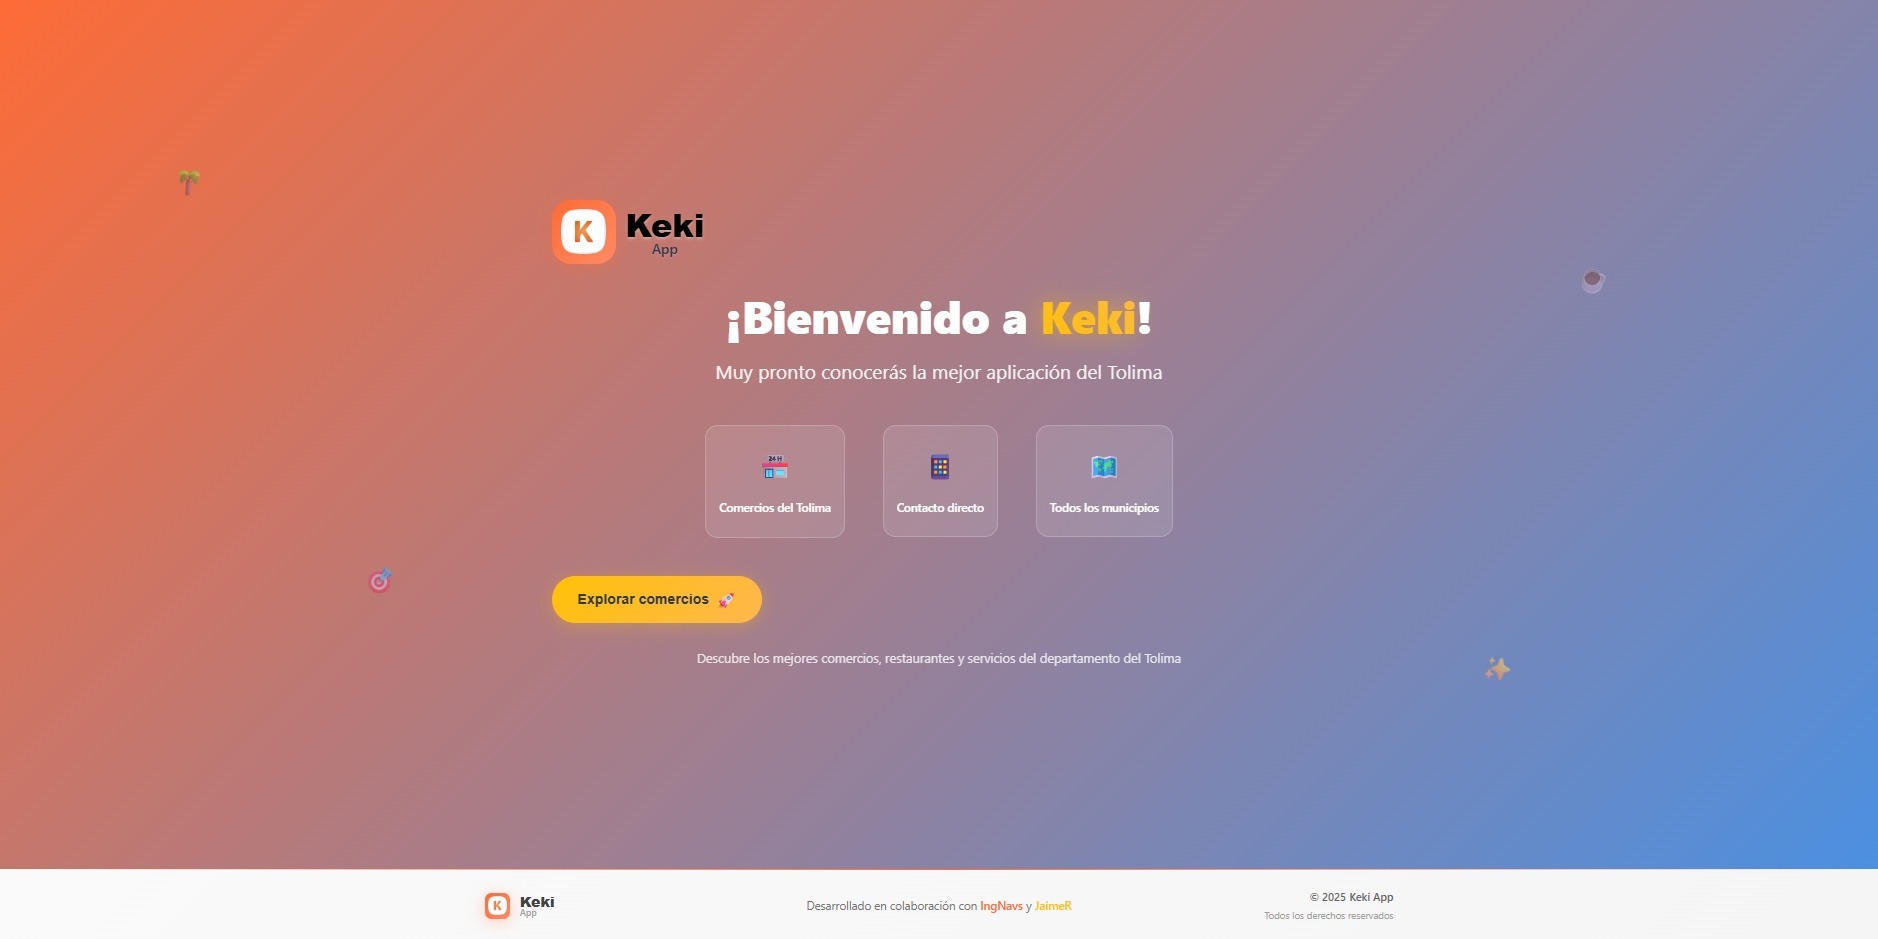 K
Keki
App
¡Bienvenido a Keki!
Muy pronto conocerás la mejor aplicación del Tolima
24H
Comercios del Tolima
Contacto directo
Todos los municipios
Explorar comercios
Descubre los mejores comercios, restaurantes y servicios del departamento del Tolima
K
Keki
App
Desarrollado en colaboración con IngNavs y JaimeR
© 2025 Keki App
Todos los derechos reservados